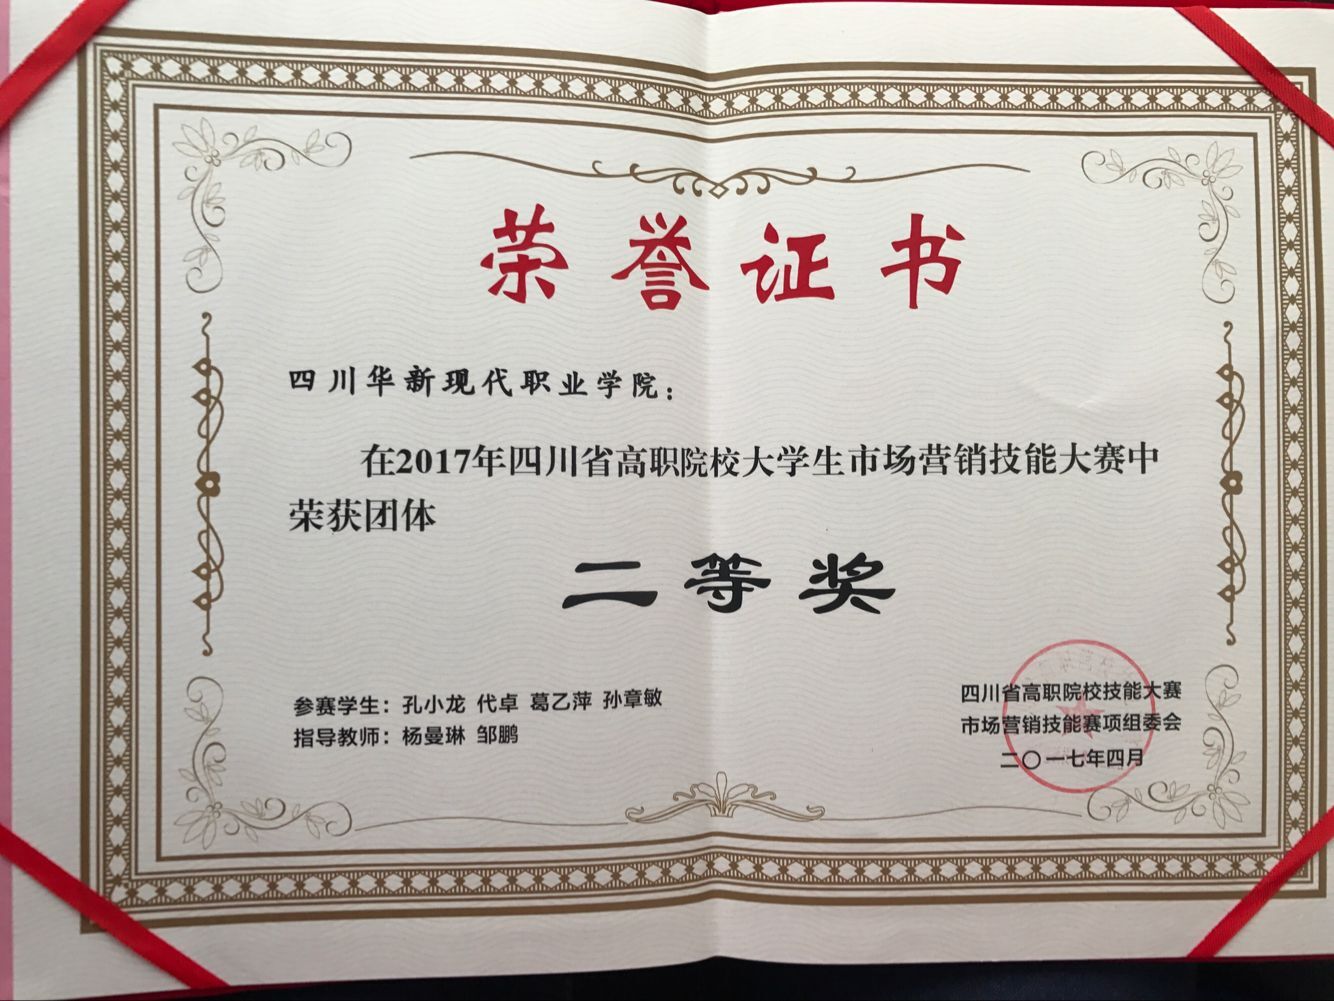 荣誉证书
四川华新现代职业学院：
在2017年四川省高职院校大学生市场营销技能大赛中
荣获团体
二等奖
参赛学生：孔小龙 代卓 葛乙萍 孙章敏
指导教师：杨曼琳 邹鹏
四川省高职院校技能大赛
市场营销技能赛项组委会
二〇一七年四月